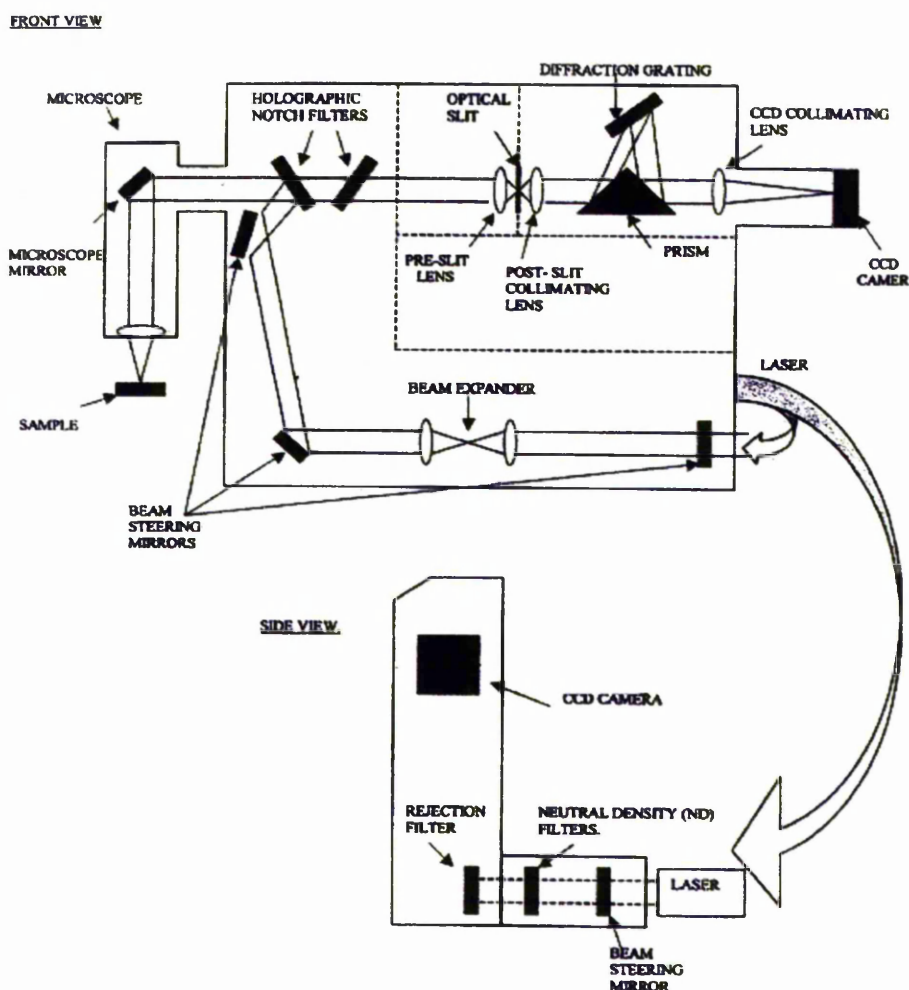 FRONT VIEW
DIFFRACTION GRATING
MICROSCOPE
HOLOGRAPHIC
NOTCH FILTERS
OPTICAL
SLIT
CCD COLLIMATING
LENS
MICROSCOPE
MIRROR
PRE-SLIT
LENS
POST- SLIT
COLLIMATING
LENS
PRISM
CCD
CAMER
SAMPLE
BEAM EXPANDER
LASER
BEAM
STEERING
MIRRORS
SIDE VIEW.
CCD CAMERA
REJECTION
FILTER
NEUTRAL DENSITY (ND)
FILTERS.
LASER
BEAM
STEERING
MIRROR